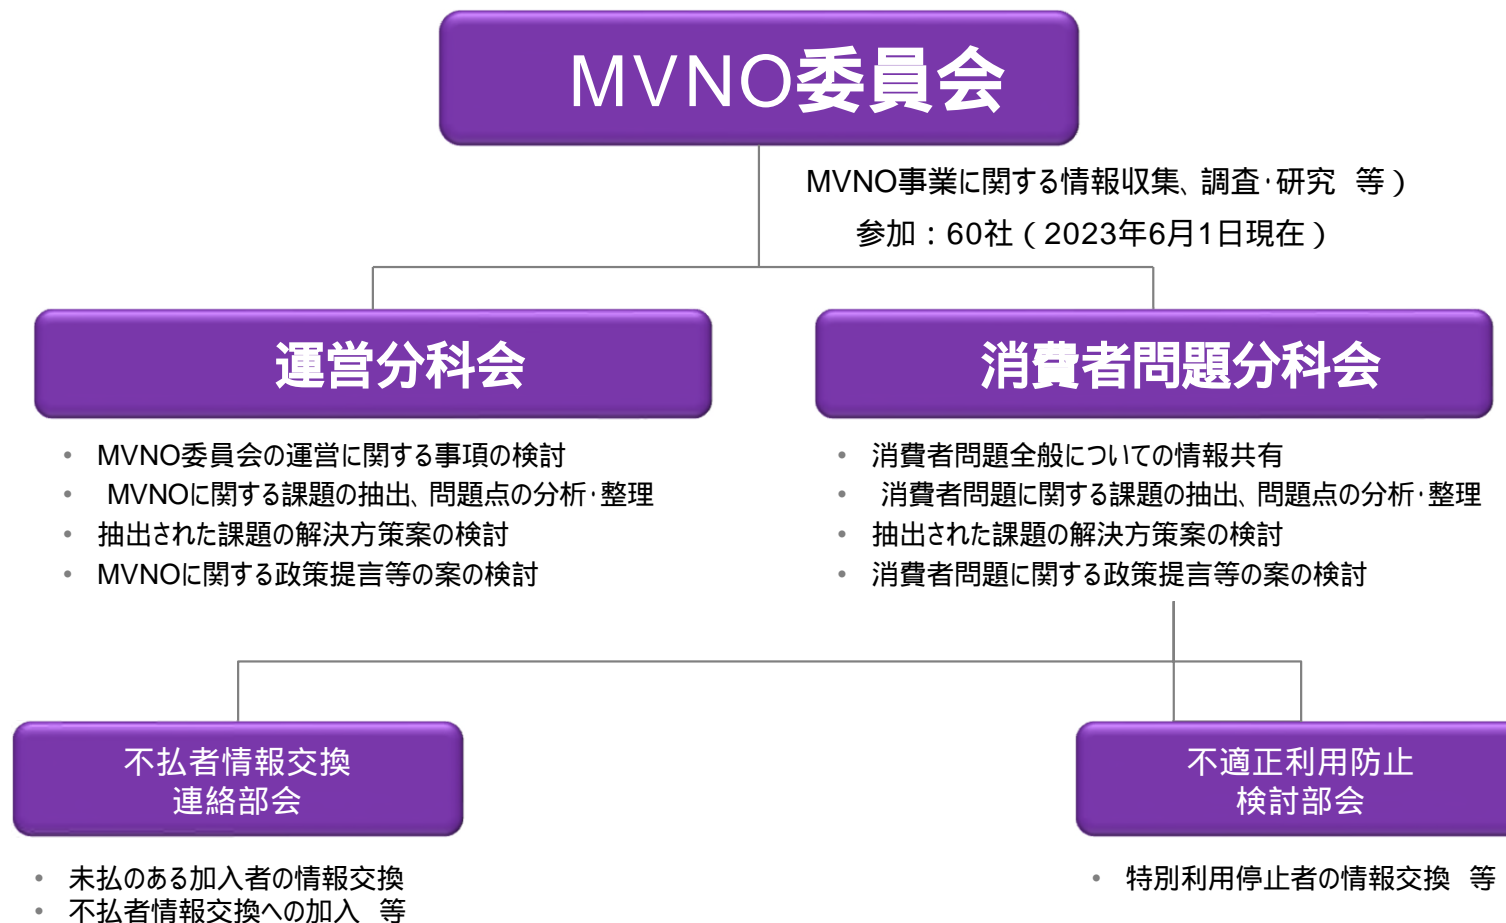 MVNO委員会
MVNO事業に関する情報収集、調査・研究 等）
参加：60社（2023年6月1日現在）
運営分科会
消費者問題分科会
• MVNO委員会の運営に関する事項の検討
• MVNOに関する課題の抽出、問題点の分析・整理
• 抽出された課題の解決方策案の検討
• MVNOに関する政策提言等の案の検討
• 消費者問題全般についての情報共有
• 消費者問題に関する課題の抽出、問題点の分析・整理
• 抽出された課題の解決方策案の検討
• 消費者問題に関する政策提言等の案の検討
不払者情報交換
連絡部会
不適正利用防止
検討部会
• 未払のある加入者の情報交換
• 不払者情報交換への加入 等
• 特別利用停止者の情報交換 等